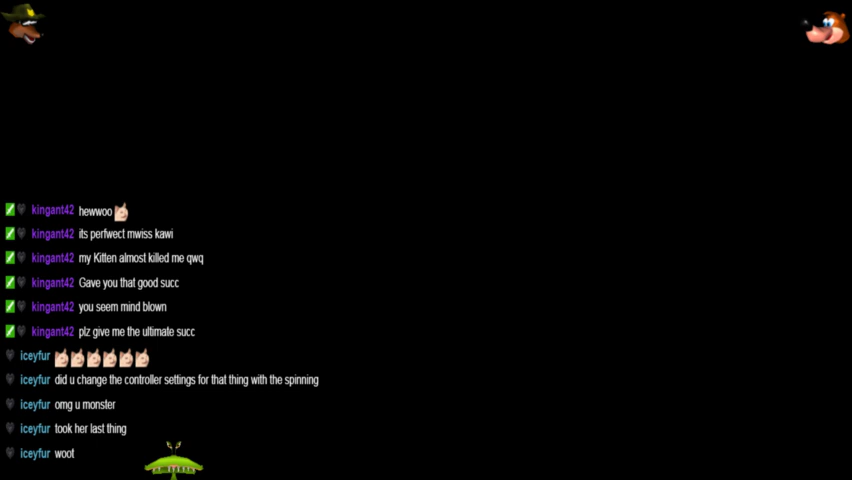 kingant42 hewwoo
kingant42 its perfwect mwiss kawi
kingant42 my Kitten almost killed me qwq
kingant42 Gave you that good succ
kingant42 you seem mind blown
kingant42 plz give me the ultimate succ
iceyfur
iceyfur did u change the controller settings for that thing with the spinning
iceyfur omg u monster
iceyfur took her last thing
iceyfur woot